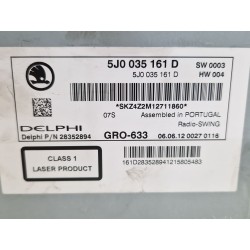 5J0 035 161 D SW 0003
5J0 035 161 D HW 004
*SKZ4Z2M12711860*
07S Assembled in PORTUGAL
Radio-SWING
DELPHI GRO-633 06.06.12 0027 0116
Delphi P/N 28352894
CLASS 1
LASER PRODUCT
161D283528941215805483